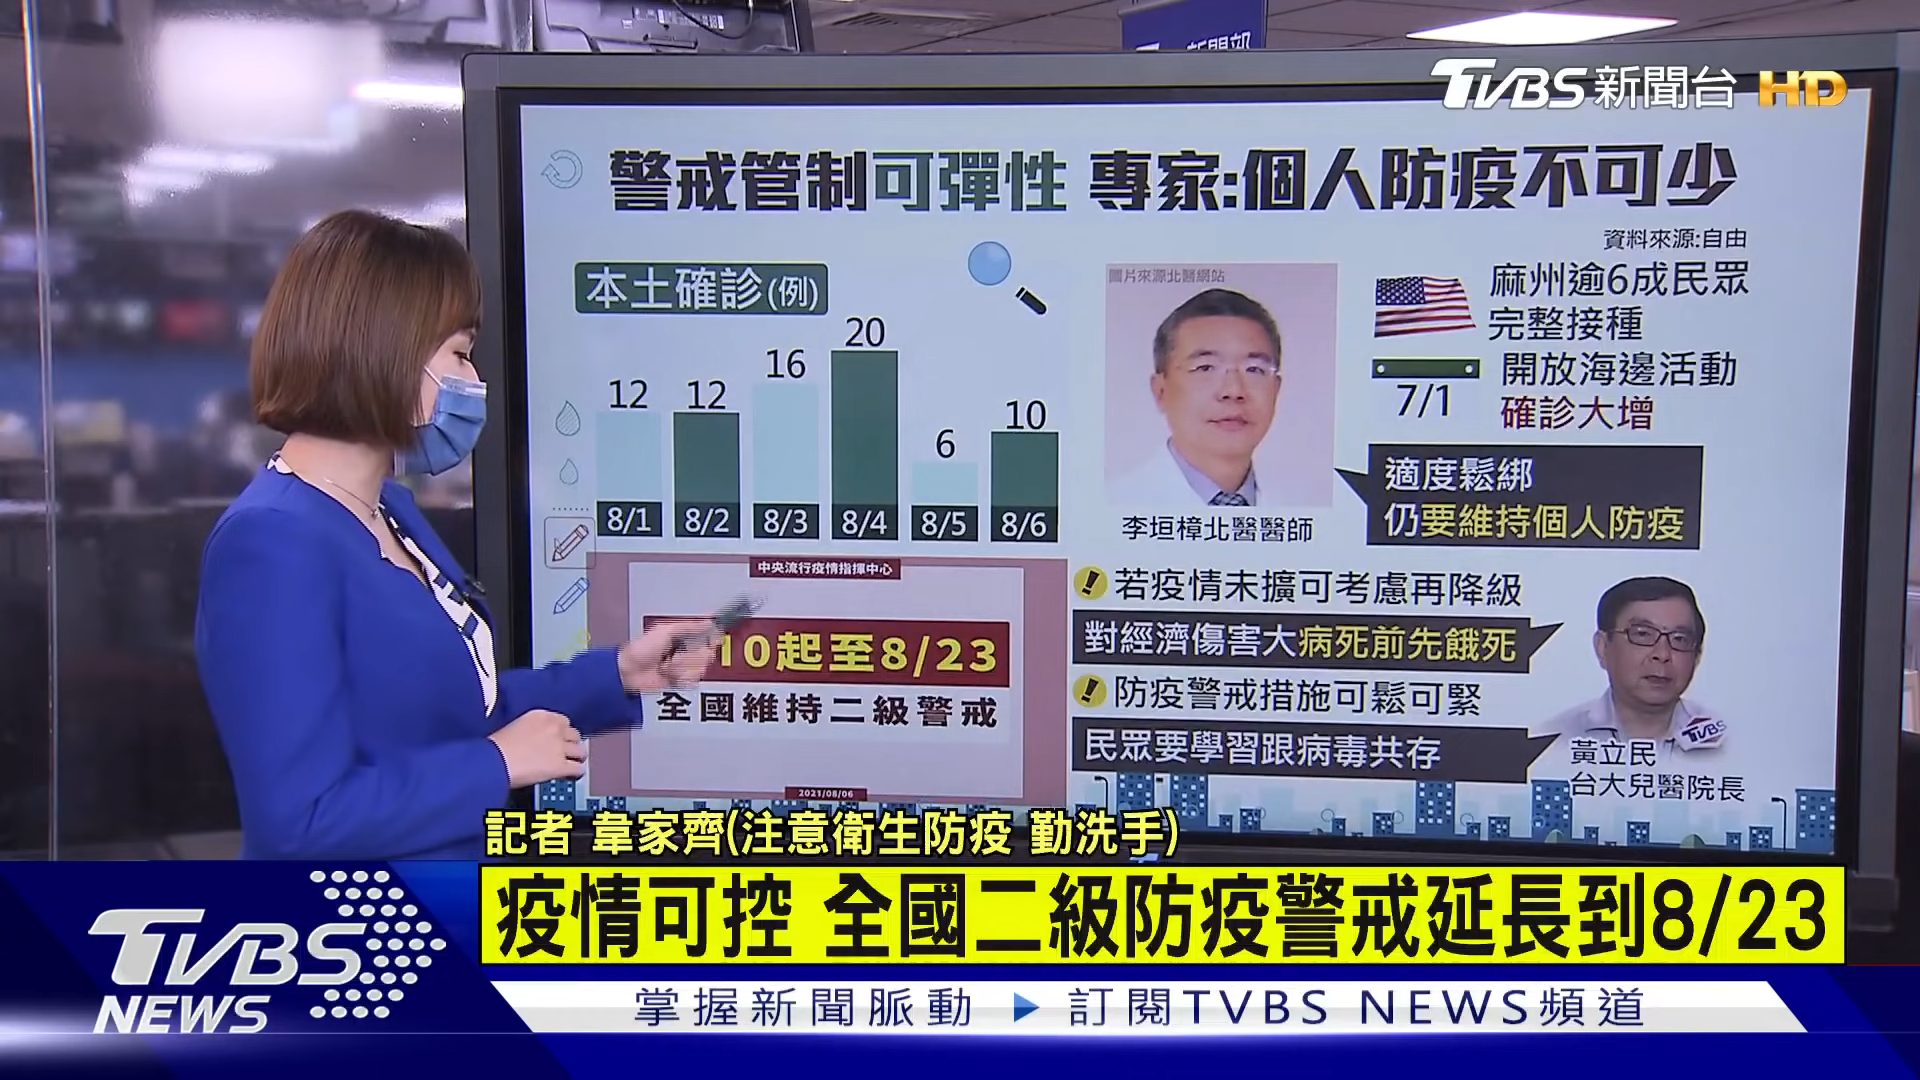 新聞部
TVBS新聞台 HD
警戒管制可彈性 專家:個人防疫不可少
資料來源:自由
本土確診(例)
12
12
16
20
6
10
8/1
8/2
8/3
8/4
8/5
8/6
圖片來源北醫網站
李垣樟北醫醫師
麻州逾6成民眾
完整接種
7/1
開放海邊活動
確診大增
適度鬆綁
仍要維持個人防疫
中央流行疫情指揮中心
10起至8/23
全國維持二級警戒
2021/08/06
若疫情未擴可考慮再降級
對經濟傷害大病死前先餓死
防疫警戒措施可鬆可緊
民眾要學習跟病毒共存
TVBS
黃立民
台大兒醫院長
記者 韋家齊(注意衛生防疫 勤洗手)
疫情可控 全國二級防疫警戒延長到8/23
TVBS
NEWS
掌握新聞脈動 ▶ 訂閱TVBS NEWS頻道